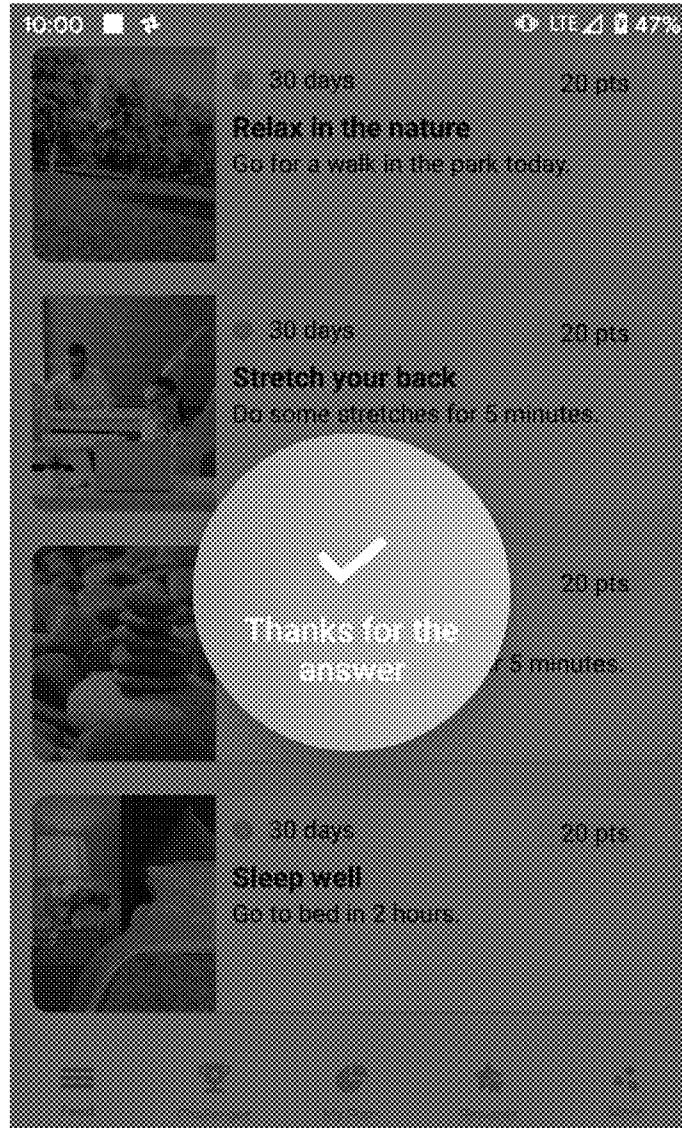 10:00 LTE 47%
30 days 20 pts
Relax in the nature
Go for a walk in the park today.
30 days 20 pts
Stretch your back
Do some stretches for 5 minutes.
20 pts
5 minutes.
Thanks for the
answer
30 days 20 pts
Sleep well
Go to bed in 2 hours.